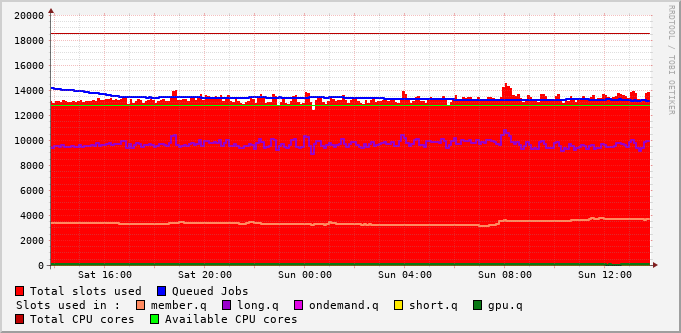 20000
18000
16000
14000
12000
10000
8000
6000
4000
2000
0
Sat 16:00 Sat 20:00 Sun 00:00 Sun 04:00 Sun 08:00 Sun 12:00
RRDTOOL / TOBI OETIKER
Total slots used Queued Jobs
Slots used in : member.q long.q ondemand.q short.q gpu.q
Total CPU cores Available CPU cores